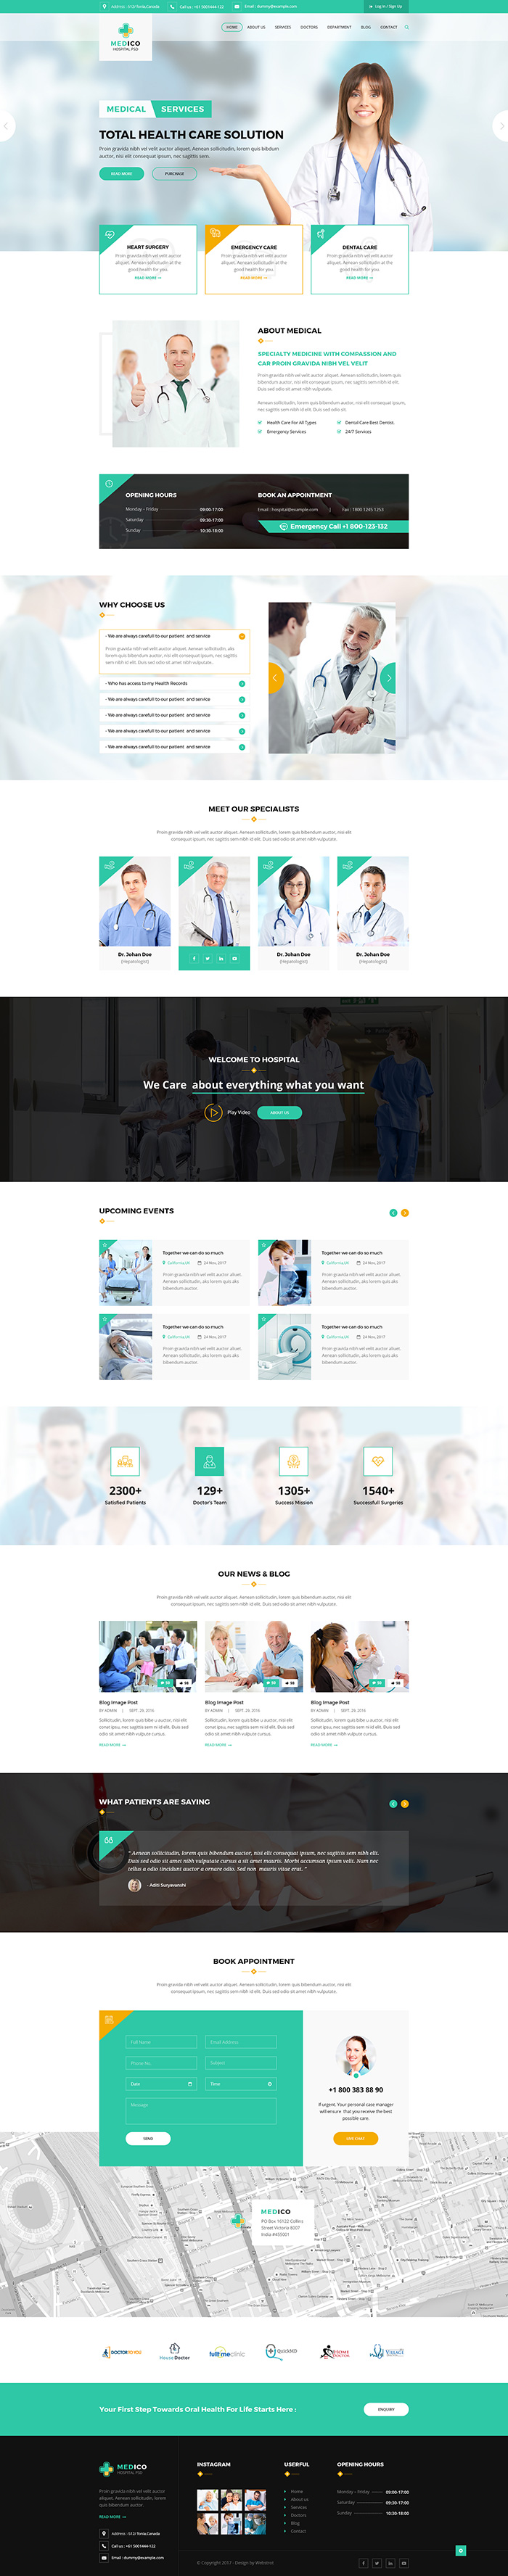 Address : 518/ Torria,Canada
Call us : +61 5001444-122
Email : dummy@example.com
Log In / Sign Up
MEDICO
HOSPITAL PSD
HOME
ABOUT US
SERVICES
DOCTORS
DEPARTMENT
BLOG
CONTACT
MEDICAL SERVICES
TOTAL HEALTH CARE SOLUTION
Proin gravida nibh vel velit auctor aliquet. Aenean sollicitudin, lorem quis bibdum
auctor, nisi elit consequat ipsum, nec sagittis sem.
READ MORE
PURCHASE
HEART SURGERY
Proin gravida nibh vel velit auctor
aliquet. Aenean sollicitudin at the
good health for you.
READ MORE
EMERGENCY CARE
Proin gravida nibh vel velit auctor
aliquet. Aenean sollicitudin at the
good health for you.
READ MORE
DENTAL CARE
Proin gravida nibh vel velit auctor
aliquet. Aenean sollicitudin at the
good health for you.
READ MORE
ABOUT MEDICAL
SPECIALTY MEDICINE WITH COMPASSION AND
CAR PROIN GRAVIDA NIBH VEL VELIT
Proin gravida nibh vel velit auctor aliquet. Aenean sollicitudin, lorem quis
bibendum auctor, nisi elit consequat ipsum, nec sagittis sem nibh id elit.
Duis sed odio sit amet nibh vulputate.
Aenean sollicitudin, lorem quis bibendum auctor, nisi elit consequat ipsum,
nec sagittis sem nibh id elit. Duis sed odio sit.
Health Care For All Types
Dental Care Best Dentist.
Emergency Services
24/7 Services
OPENING HOURS
Monday - Friday 09:00-17:00
Saturday 09:30-17:00
Sunday 10:30-18:00
BOOK AN APPOINTMENT
Email : hospital@example.com | Fax : 1800 1245 1253
Emergency Call +1 800-123-132
WHY CHOOSE US
- We are always carefull to our patient and service
Proin gravida nibh vel velit auctor aliquet. Aenean sollicitudin, aks
lorem quis bibendum auctor, nisi elit consequat ipsum, nec sagittis
sem nibh id elit. Duis sed odio sit amet nibh vulputate .
- Who has access to my Health Records
- We are always carefull to our patient and service
- We are always carefull to our patient and service
- We are always carefull to our patient and service
- We are always carefull to our patient and service
MEET OUR SPECIALISTS
Proin gravida nibh vel velit auctor aliquet. Aenean sollicitudin, lorem quis bibendum auctor, nisi elit
consequat ipsum, nec sagittis sem nibh id elit. Duis sed odio sit amet nibh vulputate.
Dr. Johan Doe
(Hepatologist)
Dr. Johan Doe
(Hepatologist)
Dr. Johan Doe
(Hepatologist)
WELCOME TO HOSPITAL
We Care about everything what you want
Play Video
ABOUT US
UPCOMING EVENTS
Together we can do so much
California,UK 24 Nov, 2017
Proin gravida nibh vel velit auctor aluset.
Aenean sollicitudin, aks lorem quis aks
bibendum auctor.
Together we can do so much
California,UK 24 Nov, 2017
Proin gravida nibh vel velit auctor aluset.
Aenean sollicitudin, aks lorem quis aks
bibendum auctor.
Together we can do so much
California,UK 24 Nov, 2017
Proin gravida nibh vel velit auctor aluset.
Aenean sollicitudin, aks lorem quis aks
bibendum auctor.
Together we can do so much
California,UK 24 Nov, 2017
Proin gravida nibh vel velit auctor aluset.
Aenean sollicitudin, aks lorem quis aks
bibendum auctor.
2300+
Satisfied Patients
129+
Doctor's Team
1305+
Success Mission
1540+
Successfull Surgeries
OUR NEWS & BLOG
Proin gravida nibh vel velit auctor aliquet. Aenean sollicitudin, lorem quis bibendum auctor, nisi elit
consequat ipsum, nec sagittis sem nibh id elit. Duis sed odio sit amet nibh vulputate.
Blog Image Post
BY ADMIN | SEPT. 29, 2016
Sollicitudin, lorem quis bibe u auctor, nis elit
conat ipsu, nec sagittis sem id elit. Duis sed
odio sit amet nibh vulpute cursus.
READ MORE
Blog Image Post
BY ADMIN | SEPT. 29, 2016
Sollicitudin, lorem quis bibe u auctor, nis elit
conat ipsu, nec sagittis sem id elit. Duis sed
odio sit amet nibh vulpute cursus.
READ MORE
Blog Image Post
BY ADMIN | SEPT. 29, 2016
Sollicitudin, lorem quis bibe u auctor, nis elit
conat ipsu, nec sagittis sem id elit. Duis sed
odio sit amet nibh vulpute cursus.
READ MORE
WHAT PATIENTS ARE SAYING
" Aenean sollicitudin, lorem quis bibendum auctor, nisi elit consequat ipsum, nec sagittis sem nibh elit.
Duis sed odio sit amet nibh vulputate cursus a sit amet mauris. Morbi accumsan ipsum velit. Nam nec
tellus a odio tincidunt auctor a ornare odio. Sed non mauris vitae erat. "
- Aditi Suryavanshi
BOOK APPOINTMENT
Proin gravida nibh vel velit auctor aliquet. Aenean sollicitudin, lorem quis bibendum auctor, nisi elit
consequat ipsum, nec sagittis sem nibh id elit. Duis sed odio sit amet nibh vulputate.
Full Name
Email Address
Phone No.
Subject
Date
Time
Message
SEND
+1 800 383 88 90
If urgent. Your personal case manager
will ensure that you receive the best
possible care.
MEDICO
PO Box 16122 Collins
Street Victoria 8007
India #455001
DOCTOR TO YOU
House Doctor
fulltimeclinic
QuickMD
Your First Step Towards Oral Health For Life Starts Here :
ENQUIRY
MEDICO
HOSPITAL PSD
Proin gravida nibh vel velit auctor
aliquet. Aenean sollicitudin, lorem
quis bibendum auctor.
READ MORE
Address : 513/ Torria,Canada
Call us : +61 5001444-122
Email : dummy@example.com
INSTAGRAM
USERFUL
Home
About us
Services
Doctors
Blog
Contact
OPENING HOURS
Monday - Friday 09:00-17:00
Saturday 09:30-17:00
Sunday 10:30-18:00
© Copyright 2017 - Design by Webstrot